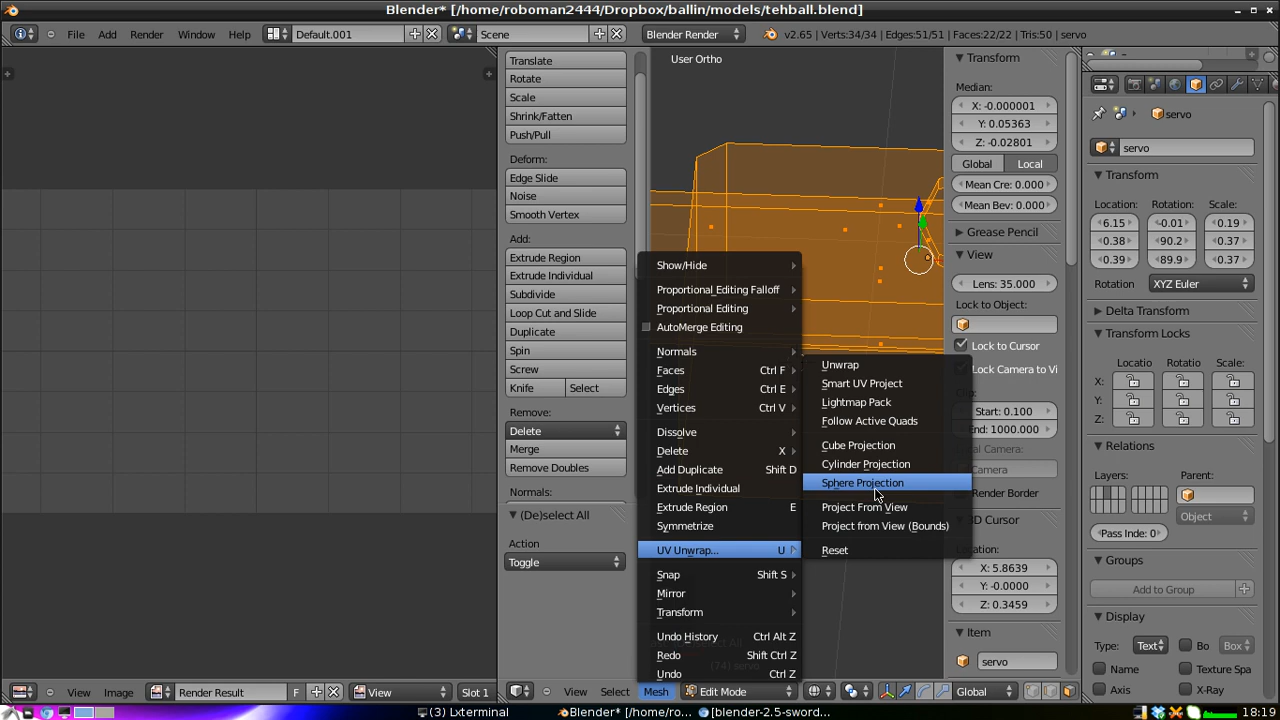 Blender* [/home/roboman2444/Dropbox/ballin/models/tehball.blend]
File Add Render Window Help Default.001 Scene Blender Render v2.65 | Verts:34/34 | Edges:51/51 | Faces:22/22 | Tris:50 | servo
Translate
Rotate
Scale
Shrink/Fatten
Push/Pull
Deform:
Edge Slide
Noise
Smooth Vertex
Add:
Extrude Region
Extrude Individual
Subdivide
Loop Cut and Slide
Duplicate
Spin
Screw
Knife Select
Remove:
Delete
Merge
Remove Doubles
Normals:
(De)select All
Action
Toggle
User Ortho
Show/Hide
Proportional Editing Falloff
Proportional Editing
AutoMerge Editing
Normals
Faces Ctrl F
Edges Ctrl E
Vertices Ctrl V
Dissolve
Delete X
Add Duplicate Shift D
Extrude Individual
Extrude Region E
Symmetrize
UV Unwrap... U
Snap Shift S
Mirror
Transform
Undo History Ctrl Alt Z
Redo Shift Ctrl Z
Undo Ctrl Z
Unwrap
Smart UV Project
Lightmap Pack
Follow Active Quads
Cube Projection
Cylinder Projection
Sphere Projection
Project From View
Project from View (Bounds)
Reset
(74) servo
Transform
Median:
X: -0.000001
Y: 0.05363
Z: -0.02801
Global Local
Mean Cre: 0.000
Mean Bev: 0.000
Grease Pencil
View
Lens: 35.000
Lock to Object:
Lock to Cursor
Lock Camera to Vi
Start: 0.100
End: 1000.000
Camera:
Camera
Render Border
3D Cursor
Location:
X: 5.8639
Y: -0.0000
Z: 0.3459
Item
servo
servo
servo
Transform
Location: Rotation: Scale:
6.15 -0.01 0.19
0.38 90.2 0.37
0.39 89.9 0.37
Rotation XYZ Euler
Delta Transform
Transform Locks
Locatio Rotatio Scale:
X:
Y:
Z:
Relations
Layers: Parent:
Object
Pass Inde: 0
Groups
Add to Group
Display
Type: Text Bo Box
Name Texture Spa
Axis X-Ray
View Image Render Result F View Slot 1
View Select Mesh Edit Mode Global
(3) Lxterminal Blender* [/home/ro... [blender-2.5-sword... 18:19